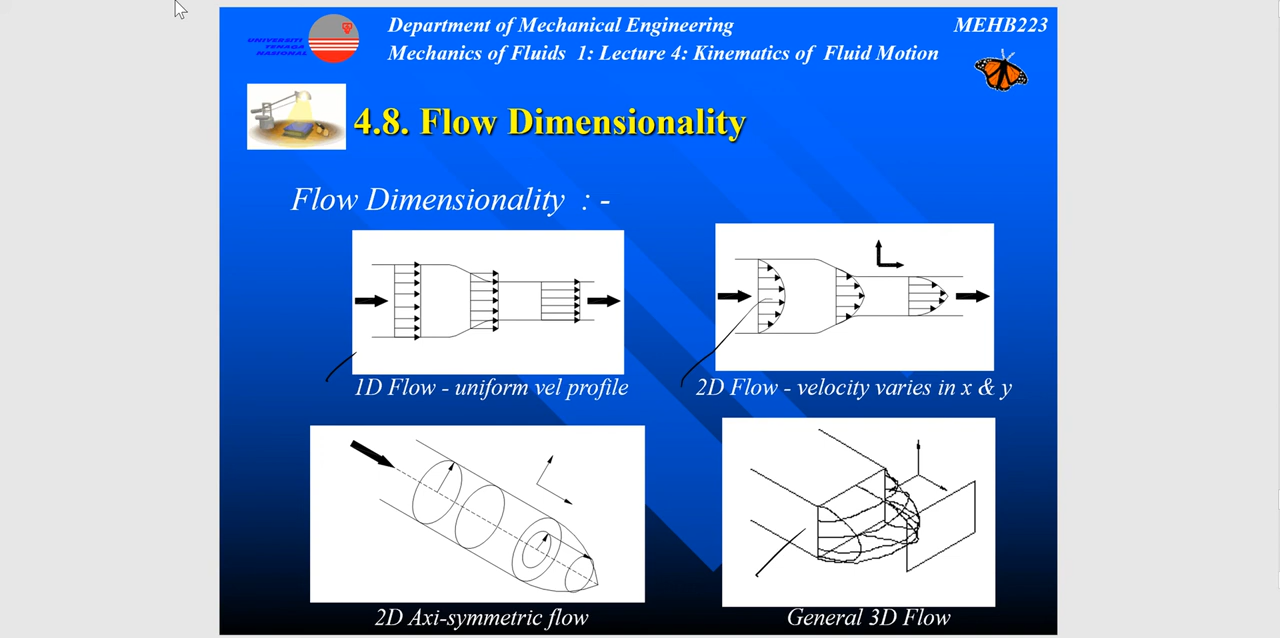 Department of Mechanical Engineering
MEHB223
UNIVERSITI
TENAGA
NASIONAL
Mechanics of Fluids 1: Lecture 4: Kinematics of Fluid Motion
4.8. Flow Dimensionality
Flow Dimensionality : -
1D Flow - uniform vel profile
2D Flow - velocity varies in x & y
2D Axi-symmetric flow
General 3D Flow